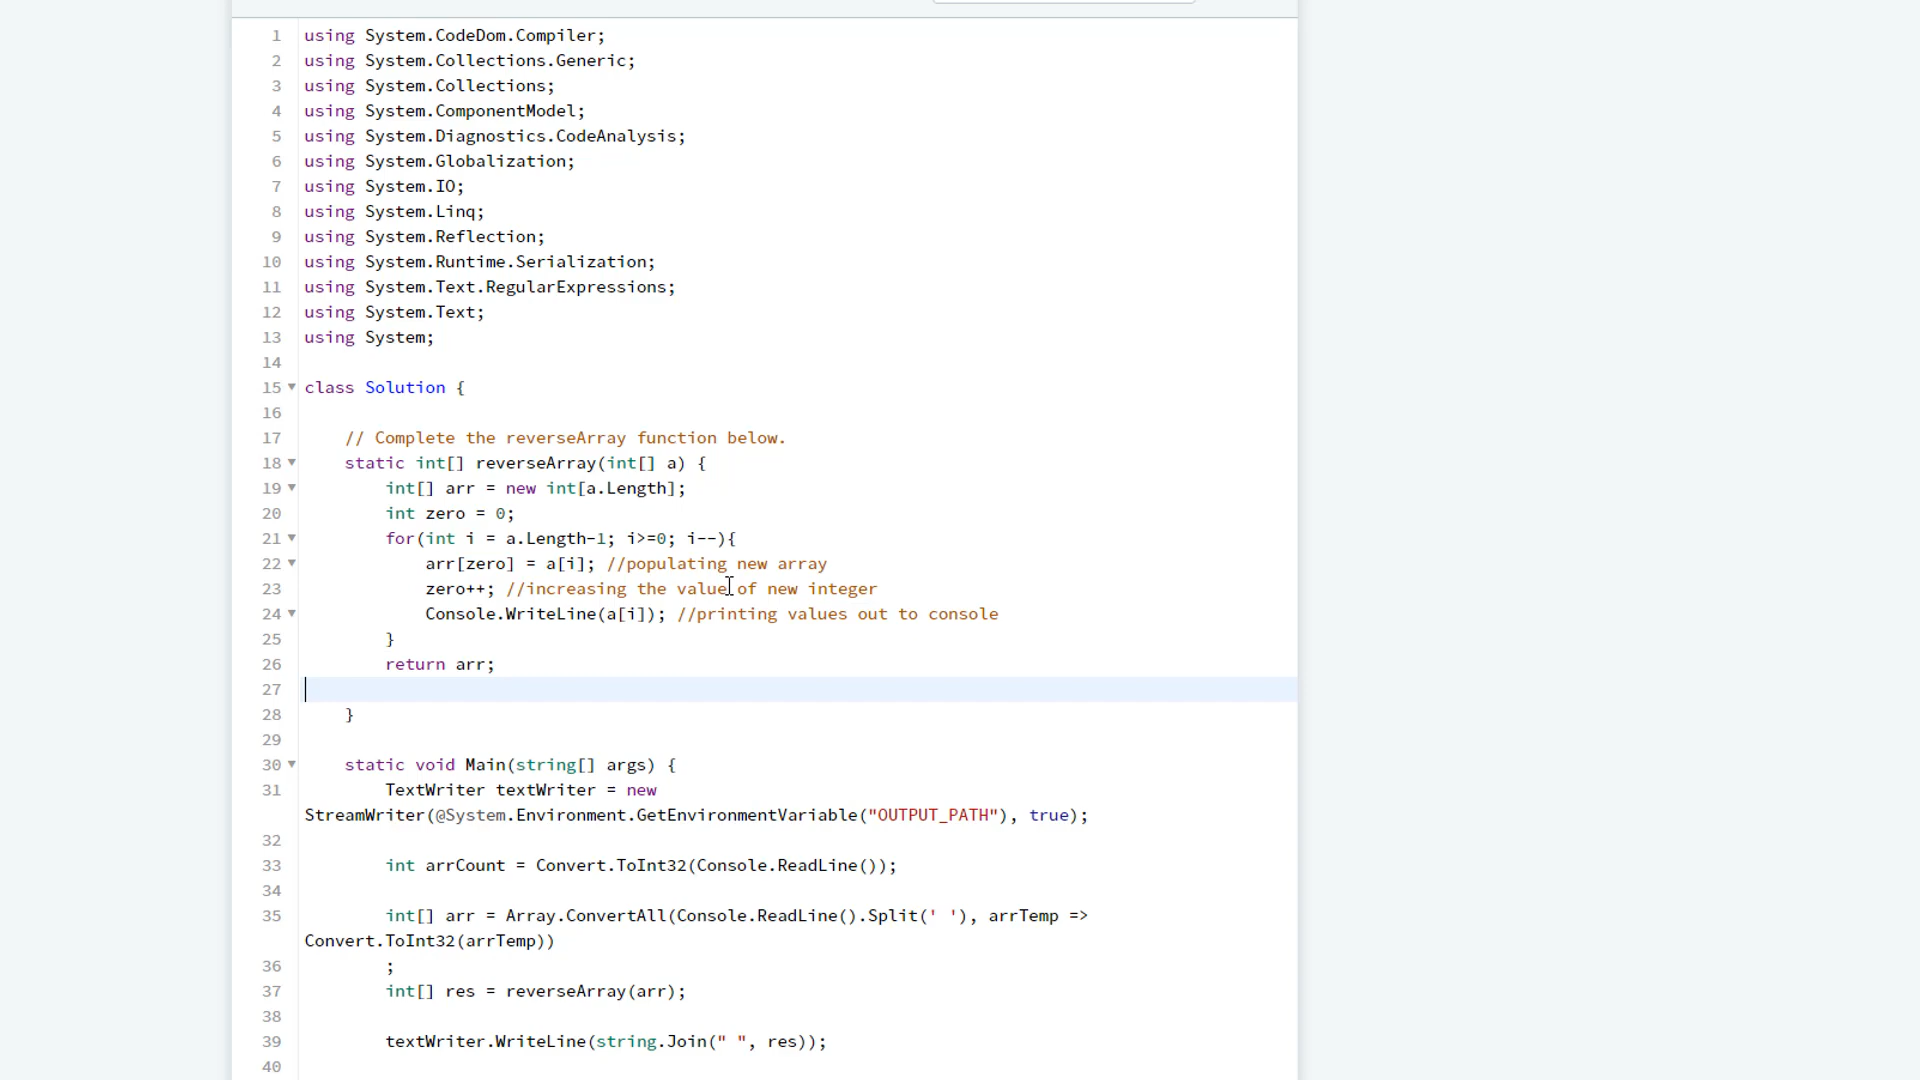 1 using System.CodeDom.Compiler;
2 using System.Collections.Generic;
3 using System.Collections;
4 using System.ComponentModel;
5 using System.Diagnostics.CodeAnalysis;
6 using System.Globalization;
7 using System.IO;
8 using System.Linq;
9 using System.Reflection;
10 using System.Runtime.Serialization;
11 using System.Text.RegularExpressions;
12 using System.Text;
13 using System;
14
15 class Solution {
16
17     // Complete the reverseArray function below.
18     static int[] reverseArray(int[] a) {
19         int[] arr = new int[a.Length];
20         int zero = 0;
21         for(int i = a.Length-1; i>=0; i--){
22             arr[zero] = a[i]; //populating new array
23             zero++; //increasing the value of new integer
24             Console.WriteLine(a[i]); //printing values out to console
25         }
26         return arr;
27
28     }
29
30     static void Main(string[] args) {
31         TextWriter textWriter = new
StreamWriter(@System.Environment.GetEnvironmentVariable("OUTPUT_PATH"), true);
32
33         int arrCount = Convert.ToInt32(Console.ReadLine());
34
35         int[] arr = Array.ConvertAll(Console.ReadLine().Split(' '), arrTemp =>
Convert.ToInt32(arrTemp))
36         ;
37         int[] res = reverseArray(arr);
38
39         textWriter.WriteLine(string.Join(" ", res));
40